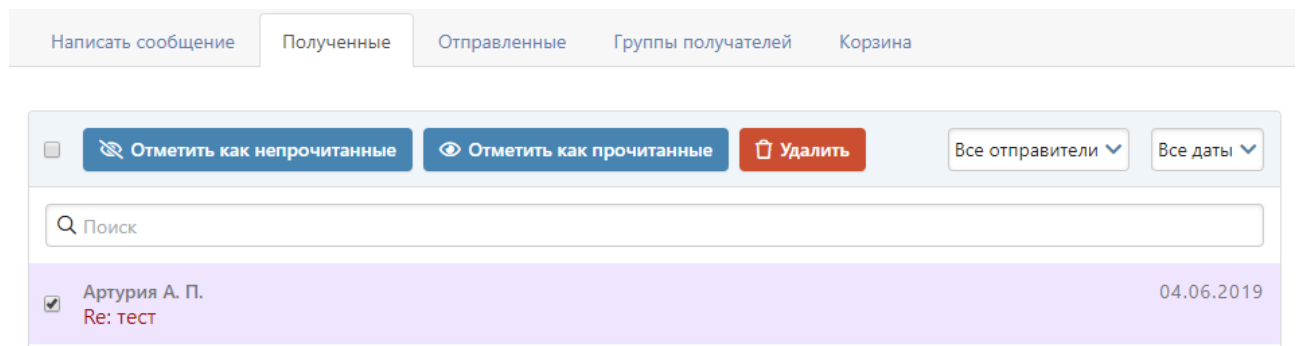 Написать сообщение Полученные Отправленные Группы получателей Корзина
Отметить как непрочитанные Отметить как прочитанные Удалить Все отправители Все даты
Поиск
Артурия А. П. 04.06.2019
Re: тест